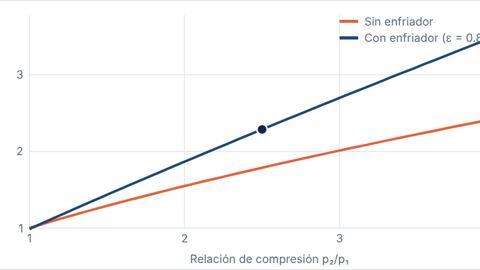 Sin enfriador
Con enfriador (ε = 0.8
3
2
1
1 2 3
Relación de compresión p₂/p₁